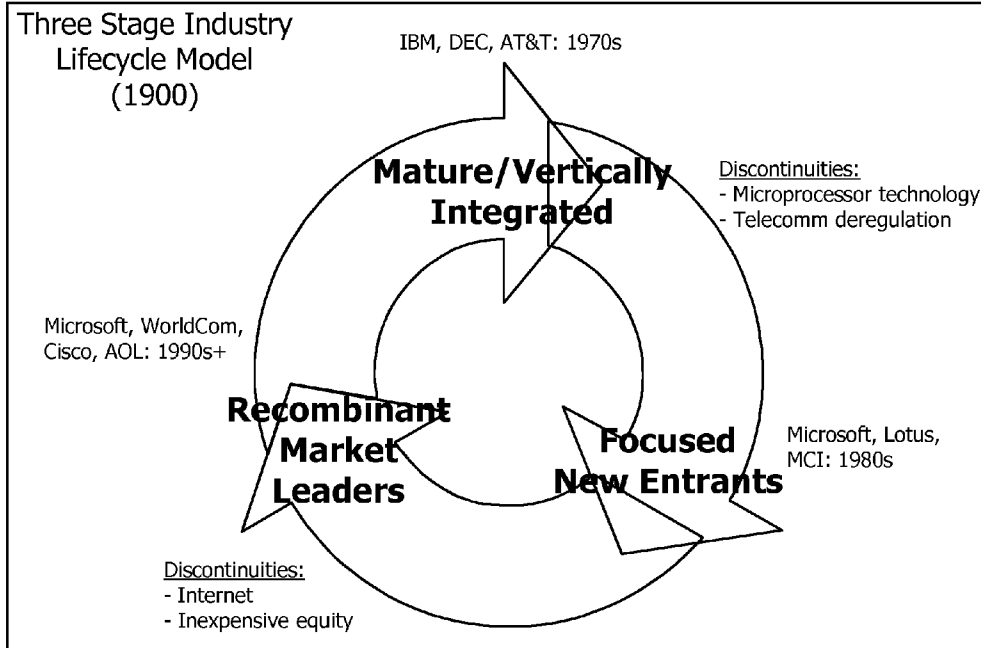 Three Stage Industry
Lifecycle Model
(1900)
IBM, DEC, AT&T: 1970s
Mature/Vertically
Integrated
Discontinuities:
- Microprocessor technology
- Telecomm deregulation
Microsoft, WorldCom,
Cisco, AOL: 1990s+
Recombinant
Market
Leaders
Focused
New Entrants
Microsoft, Lotus,
MCI: 1980s
Discontinuities:
- Internet
- Inexpensive equity